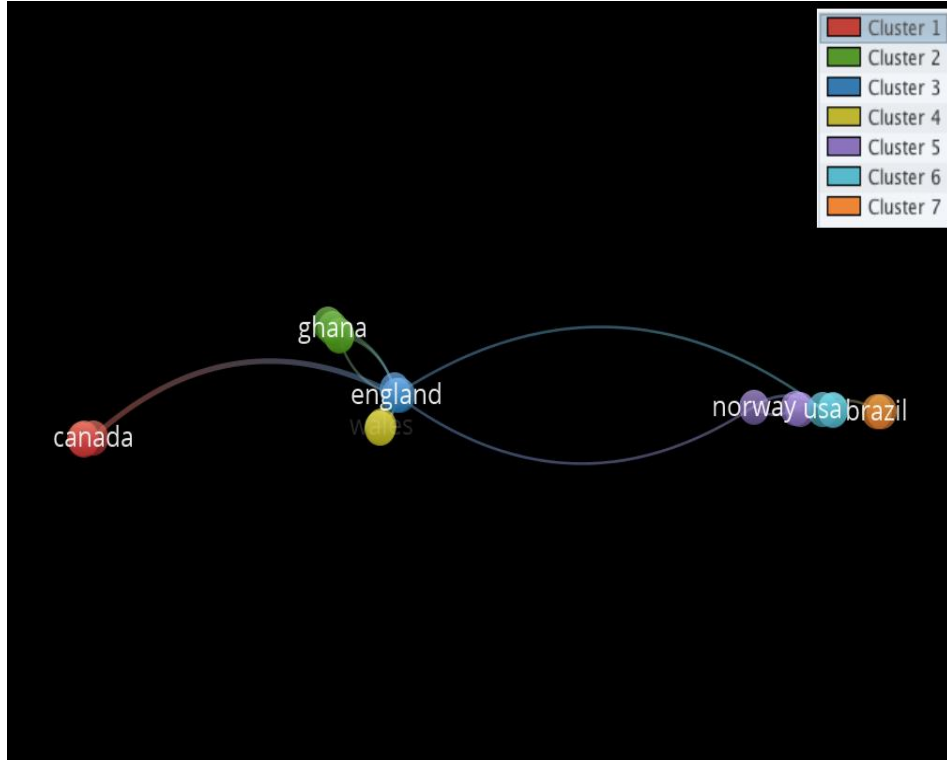 Cluster 1
Cluster 2
Cluster 3
Cluster 4
Cluster 5
Cluster 6
Cluster 7
ghana
england
wales
canada
norway
usa
brazil